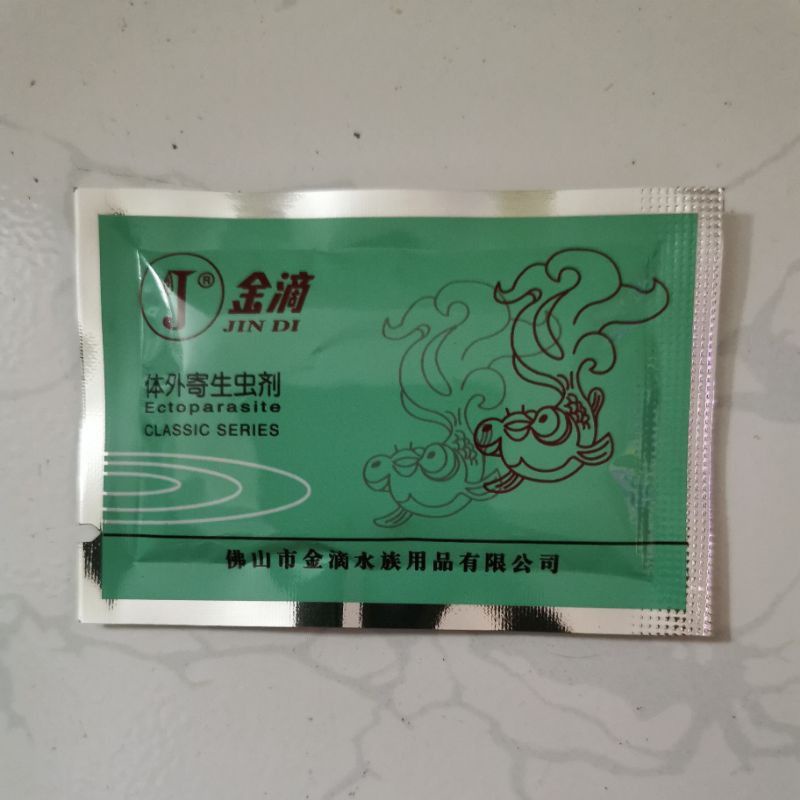 J®
金滴
JIN DI
体外寄生虫剂
Ectoparasite
CLASSIC SERIES
佛山市金滴水族用品有限公司